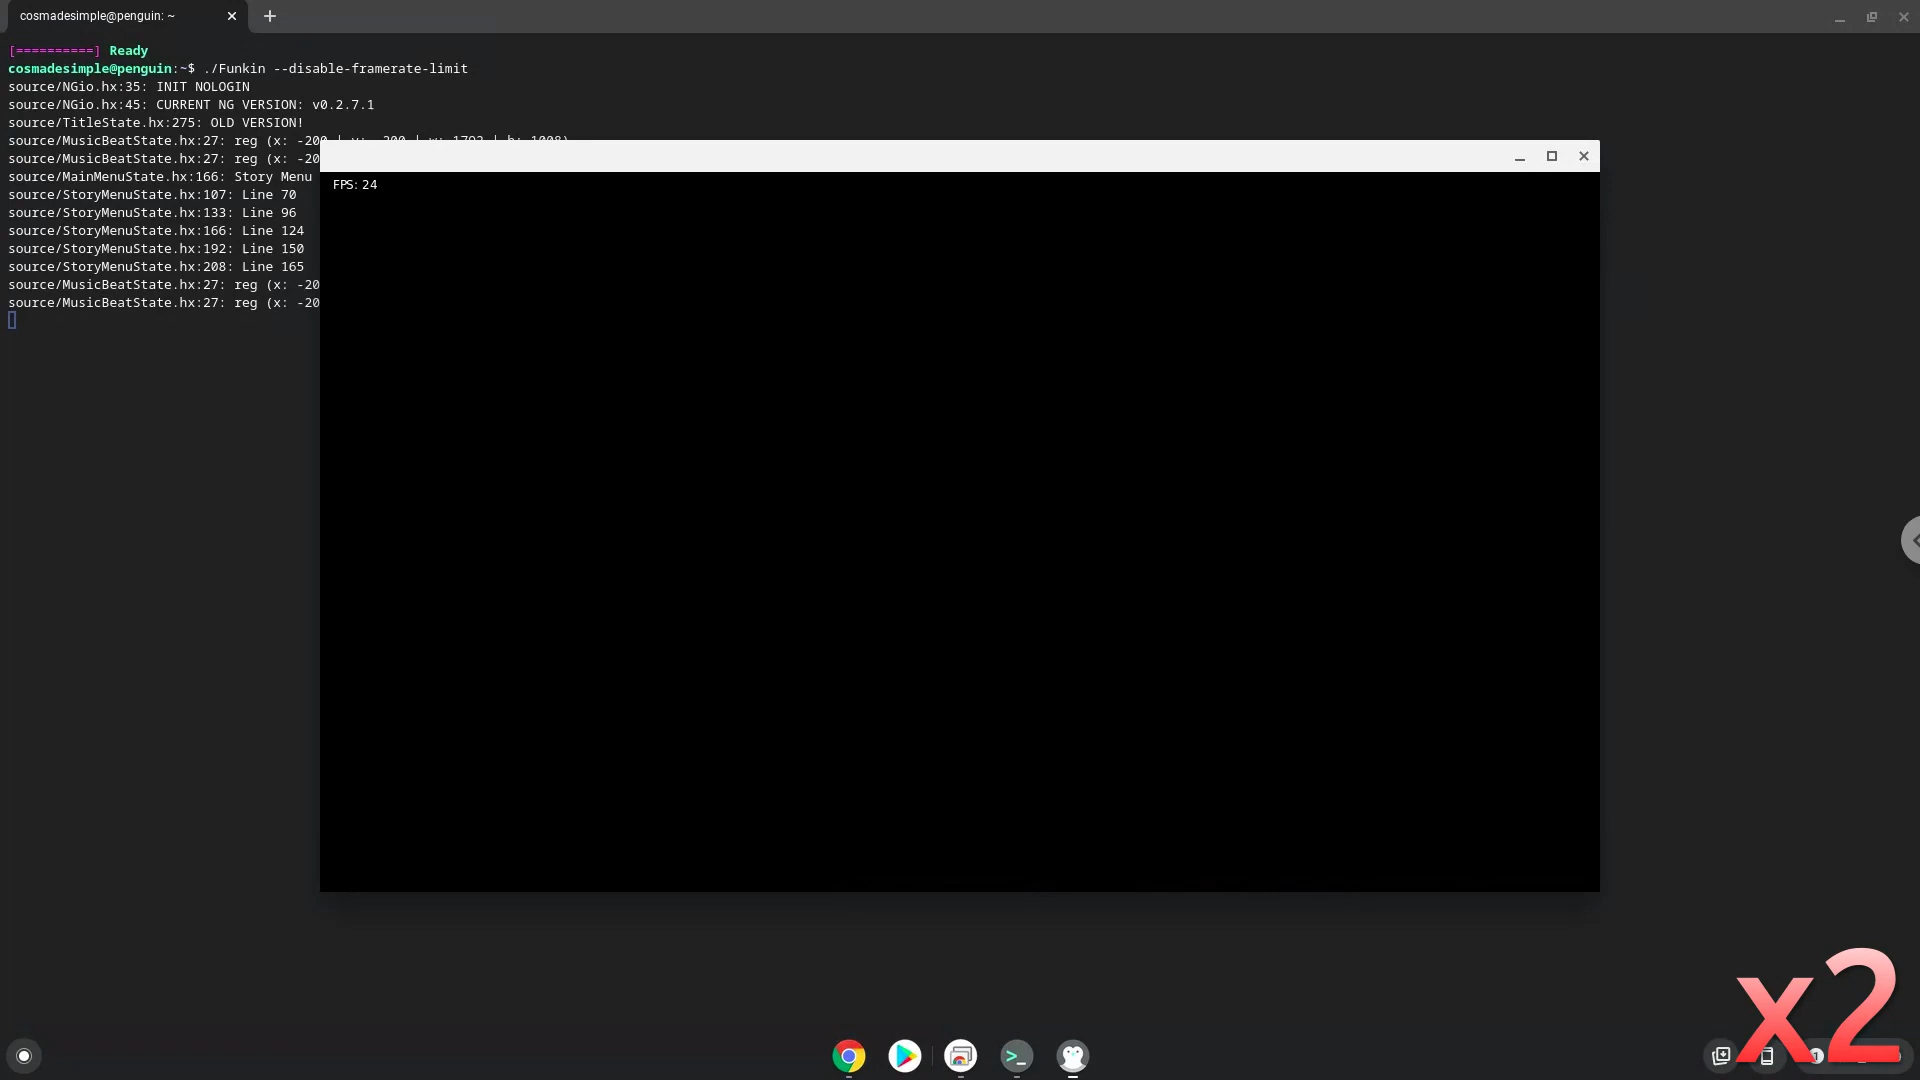 cosmadesimple@penguin: ~
[==========] Ready
cosmadesimple@penguin:~$ ./Funkin --disable-framerate-limit
source/NGio.hx:35: INIT NOLOGIN
source/NGio.hx:45: CURRENT NG VERSION: v0.2.7.1
source/TitleState.hx:275: OLD VERSION!
source/MusicBeatState.hx:27: reg (x: -200 | y: -200 | w: 1792 | h: 1008)
source/MusicBeatState.hx:27: reg (x: -20
source/MainMenuState.hx:166: Story Menu
source/StoryMenuState.hx:107: Line 70
source/StoryMenuState.hx:133: Line 96
source/StoryMenuState.hx:166: Line 124
source/StoryMenuState.hx:192: Line 150
source/StoryMenuState.hx:208: Line 165
source/MusicBeatState.hx:27: reg (x: -20
source/MusicBeatState.hx:27: reg (x: -20
FPS: 24
x2